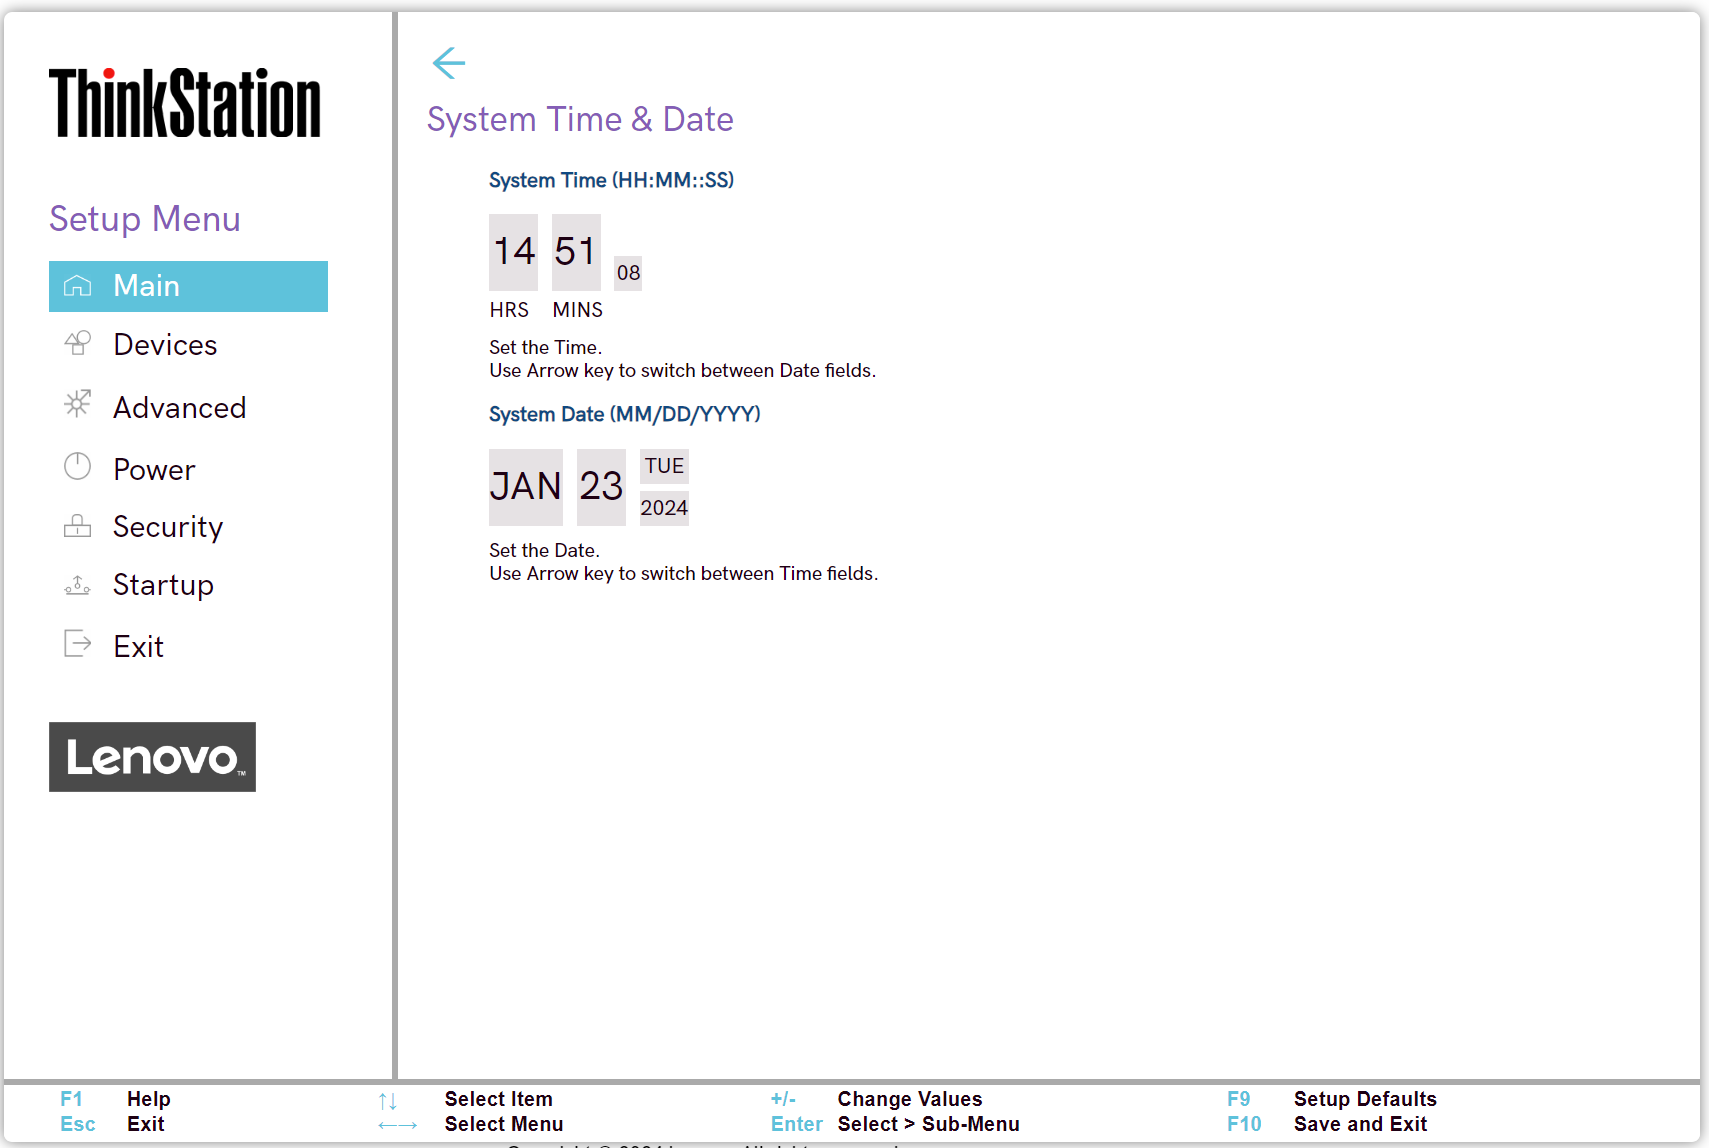 ThinkStation
Setup Menu
Main
Devices
Advanced
Power
Security
Startup
Exit
Lenovo™
System Time & Date
System Time (HH:MM::SS)
14 51 08
HRS MINS
Set the Time.
Use Arrow key to switch between Date fields.
System Date (MM/DD/YYYY)
JAN 23 TUE
2024
Set the Date.
Use Arrow key to switch between Time fields.
F1 Help ↑↓ Select Item +/- Change Values F9 Setup Defaults
Esc Exit ←→ Select Menu Enter Select > Sub-Menu F10 Save and Exit